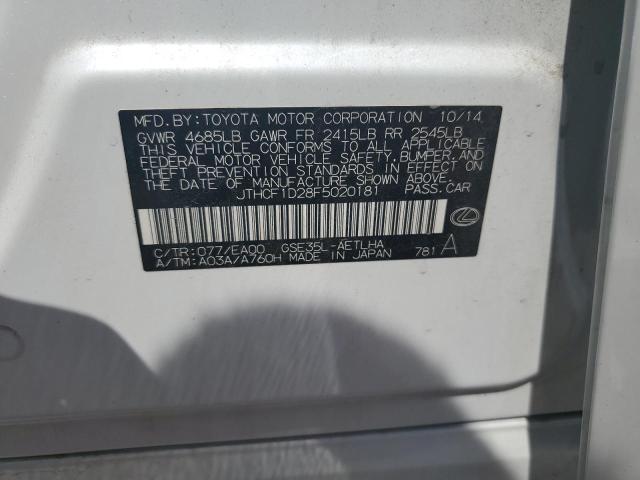 MFD.BY:TOYOTA MOTOR CORPORATION 10/14
GVWR 4685LB GAWR FR 2415LB RR 2545LB
THIS VEHICLE CONFORMS TO ALL APPLICABLE
FEDERAL MOTOR VEHICLE SAFETY,BUMPER,AND
THEFT PREVENTION STANDARDS IN EFFECT ON
THE DATE OF MANUFACTURE SHOWN ABOVE.
JTHCF1D28F5020181 PASS.CAR
C/TR:077/EA00 GSE35L-AETLHA
A/TM:A03A/A760H MADE IN JAPAN 781 A